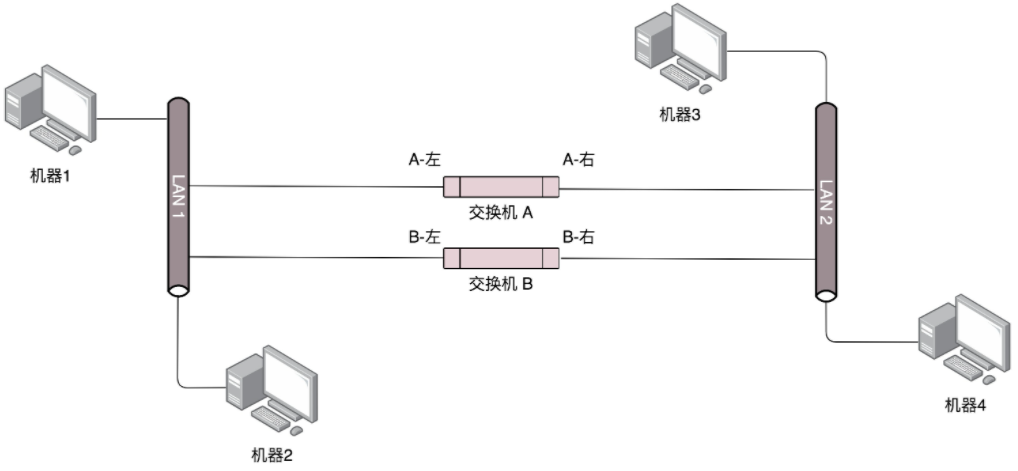 机器3
机器1
A-左
A-右
LAN 1
LAN 2
交换机 A
B-左
B-右
交换机 B
机器4
机器2